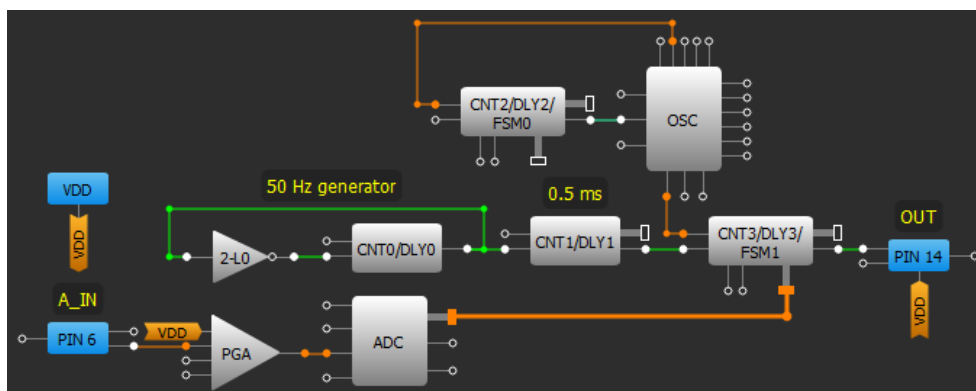 CNT2/DLY2/
FSM0
OSC
VDD
VDD
50 Hz generator
0.5 ms
2-L0
CNT0/DLY0
CNT1/DLY1
CNT3/DLY3/
FSM1
OUT
PIN 14
VDD
A_IN
PIN 6
VDD
PGA
ADC